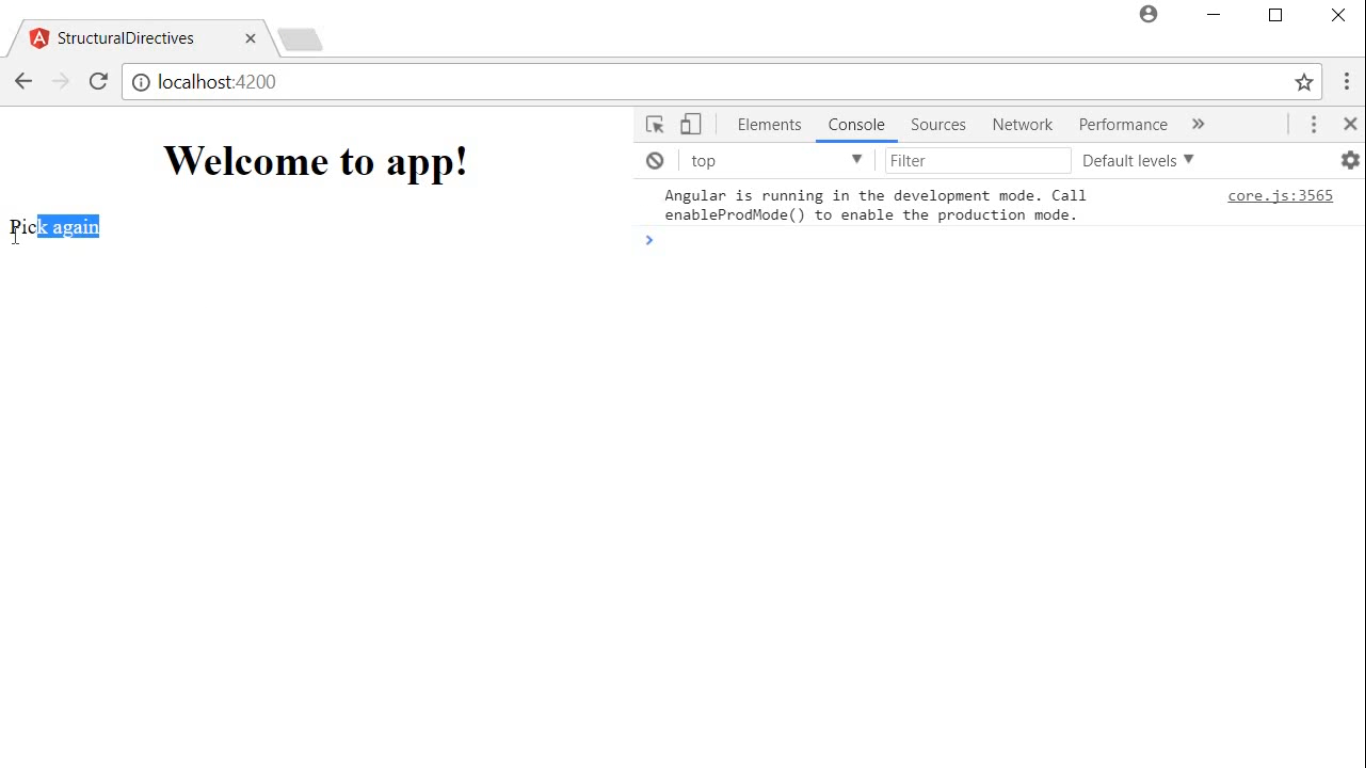 StructuralDirectives
localhost:4200
Welcome to app!
Pick again
Elements Console Sources Network Performance
top Filter Default levels
Angular is running in the development mode. Call core.js:3565
enableProdMode() to enable the production mode.